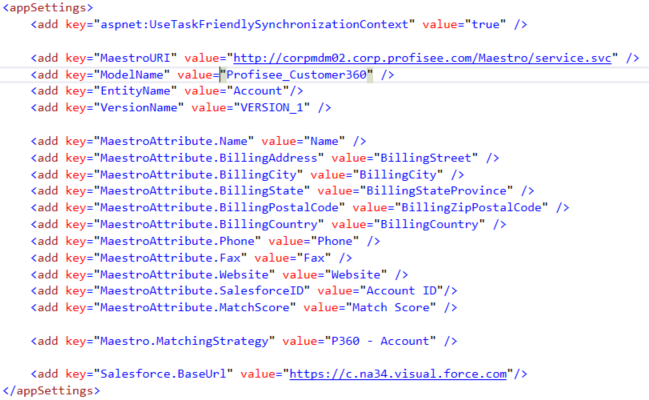 <appSettings>
<add key="aspnet:UseTaskFriendlySynchronizationContext" value="true" />
<add key="MaestroURI" value="http://corpmdm02.corp.profisee.com/Maestro/service.svc" />
<add key="ModelName" value="Profisee_Customer360" />
<add key="EntityName" value="Account"/>
<add key="VersionName" value="VERSION_1" />
<add key="MaestroAttribute.Name" value="Name" />
<add key="MaestroAttribute.BillingAddress" value="BillingStreet" />
<add key="MaestroAttribute.BillingCity" value="BillingCity" />
<add key="MaestroAttribute.BillingState" value="BillingStateProvince" />
<add key="MaestroAttribute.BillingPostalCode" value="BillingZipPostalCode" />
<add key="MaestroAttribute.BillingCountry" value="BillingCountry" />
<add key="MaestroAttribute.Phone" value="Phone" />
<add key="MaestroAttribute.Fax" value="Fax" />
<add key="MaestroAttribute.Website" value="Website" />
<add key="MaestroAttribute.SalesforceID" value="Account ID"/>
<add key="MaestroAttribute.MatchScore" value="Match Score" />
<add key="Maestro.MatchingStrategy" value="P360 - Account" />
<add key="Salesforce.BaseUrl" value="https://c.na34.visual.force.com"/>
</appSettings>